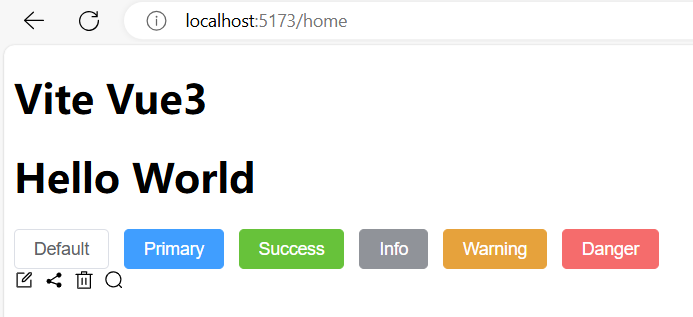 localhost:5173/home
Vite Vue3
Hello World
Default Primary Success Info Warning Danger